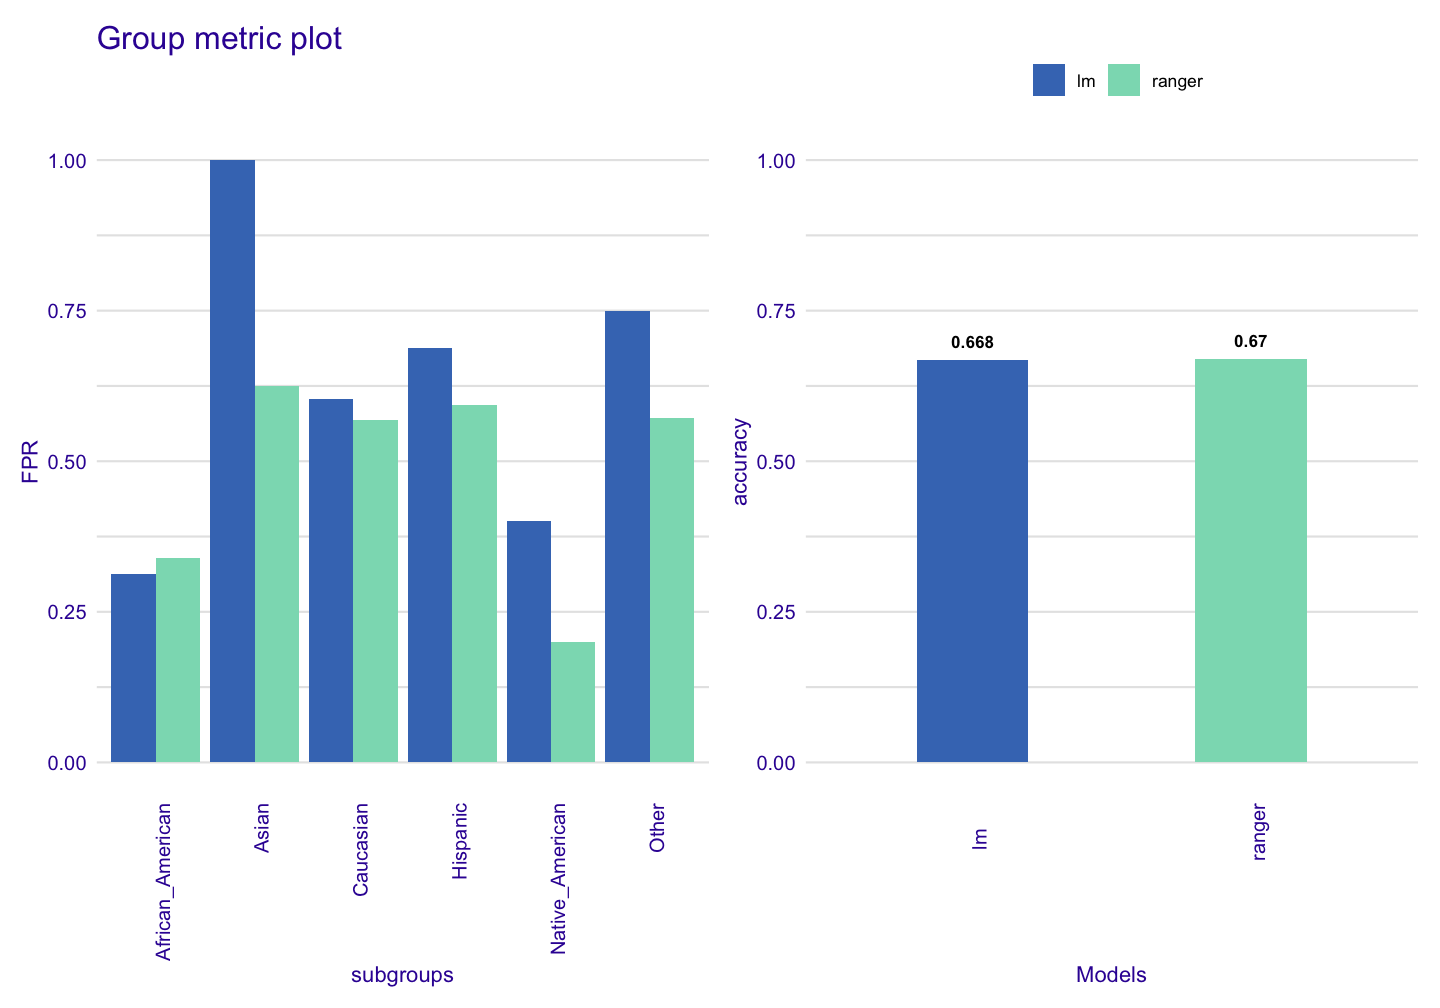 Group metric plot
lm
ranger
FPR
1.00
0.75
0.50
0.25
0.00
African_American
Asian
Caucasian
Hispanic
Native_American
Other
subgroups
accuracy
1.00
0.75
0.50
0.25
0.00
0.668
0.67
lm
ranger
Models